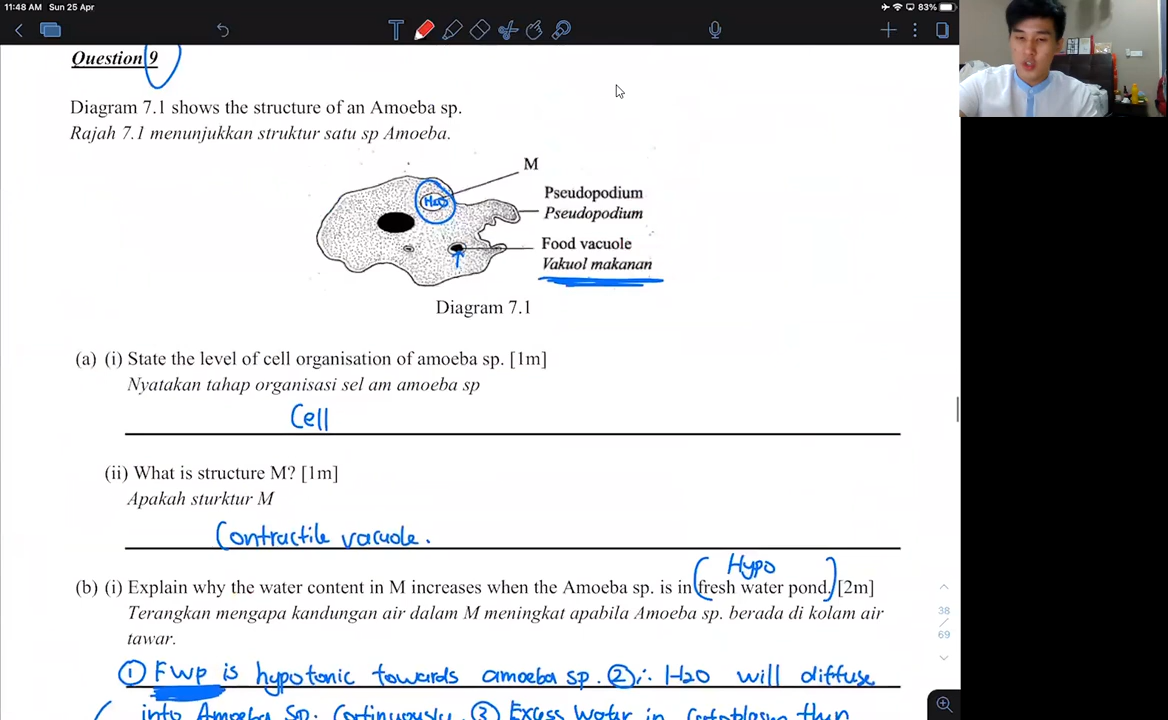 11:48 AM Sun 25 Apr
83%
Question 9
Diagram 7.1 shows the structure of an Amoeba sp.
Rajah 7.1 menunjukkan struktur satu sp Amoeba.
M
H2O
Pseudopodium
Pseudopodium
Food vacuole
Vakuol makanan
Diagram 7.1
(a) (i) State the level of cell organisation of amoeba sp. [1m]
Nyatakan tahap organisasi sel am amoeba sp
Cell
(ii) What is structure M? [1m]
Apakah sturktur M
Contractile vacuole.
Hypo
(b) (i) Explain why the water content in M increases when the Amoeba sp. is in fresh water pond. [2m]
Terangkan mengapa kandungan air dalam M meningkat apabila Amoeba sp. berada di kolam air
tawar.
① FWP is hypotonic towards amoeba sp. ② ∴ H2O will diffuse
into Amoeba sp. continuously. ③ Excess water in cytoplasm then
38
/
69